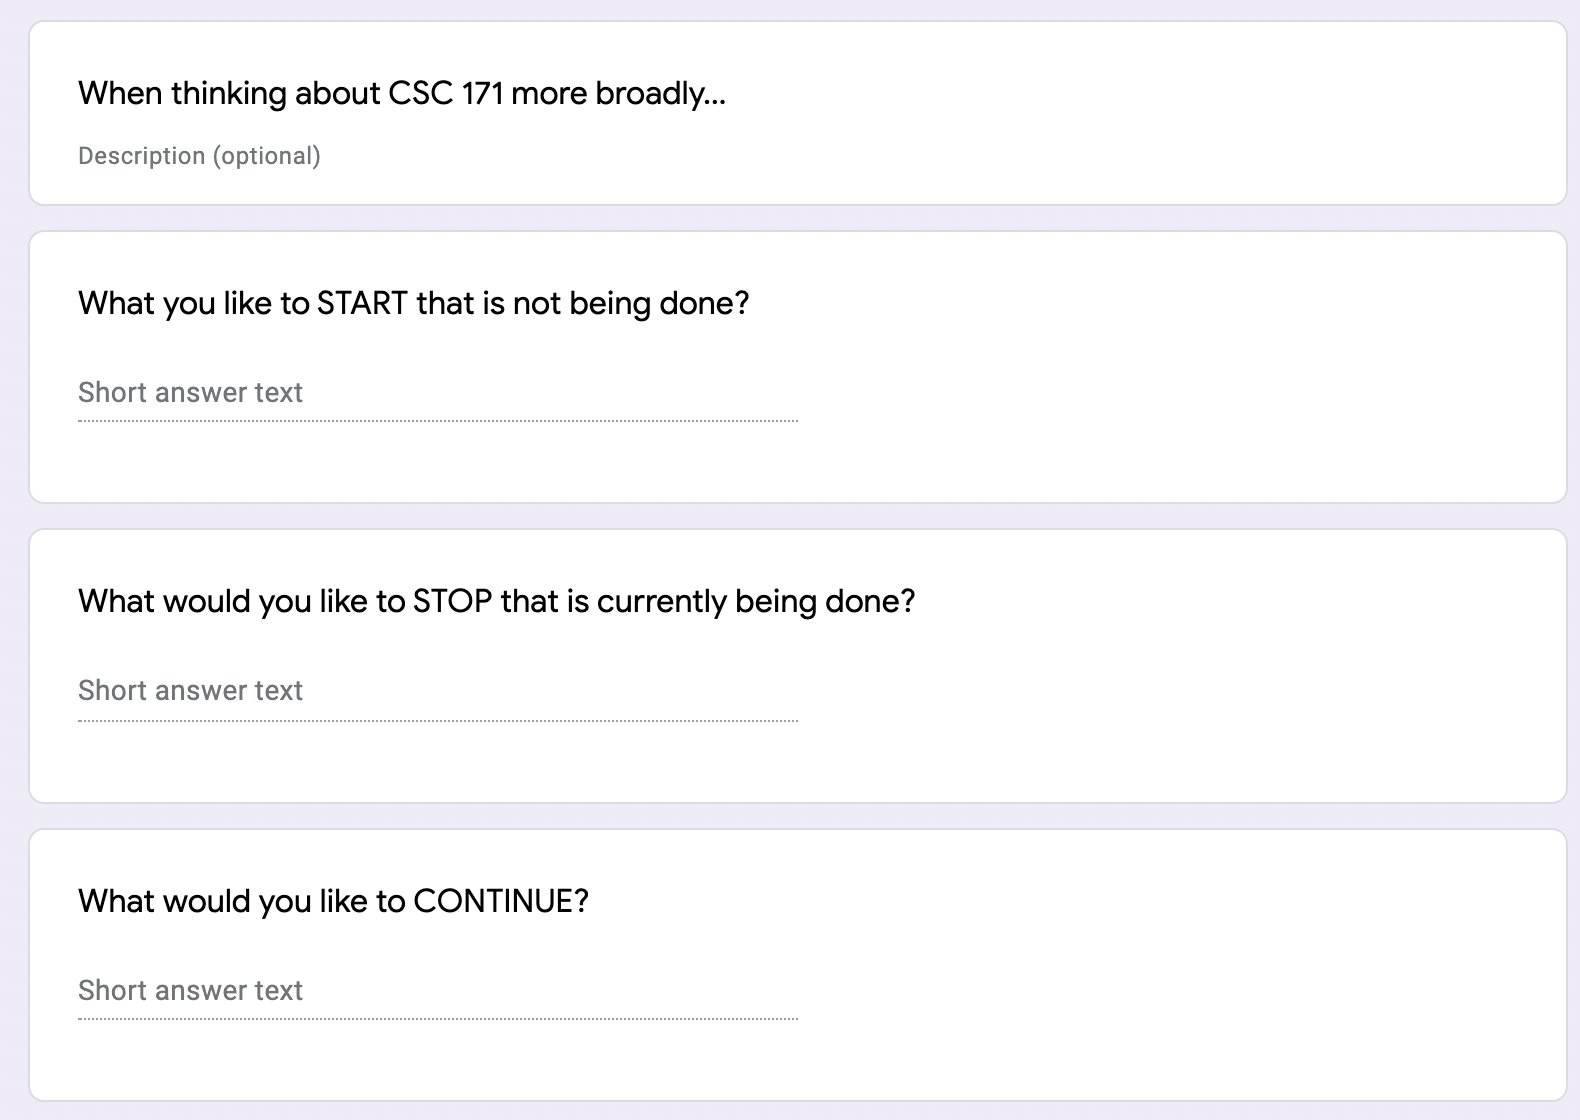 When thinking about CSC 171 more broadly...
Description (optional)
What you like to START that is not being done?
Short answer text
What would you like to STOP that is currently being done?
Short answer text
What would you like to CONTINUE?
Short answer text